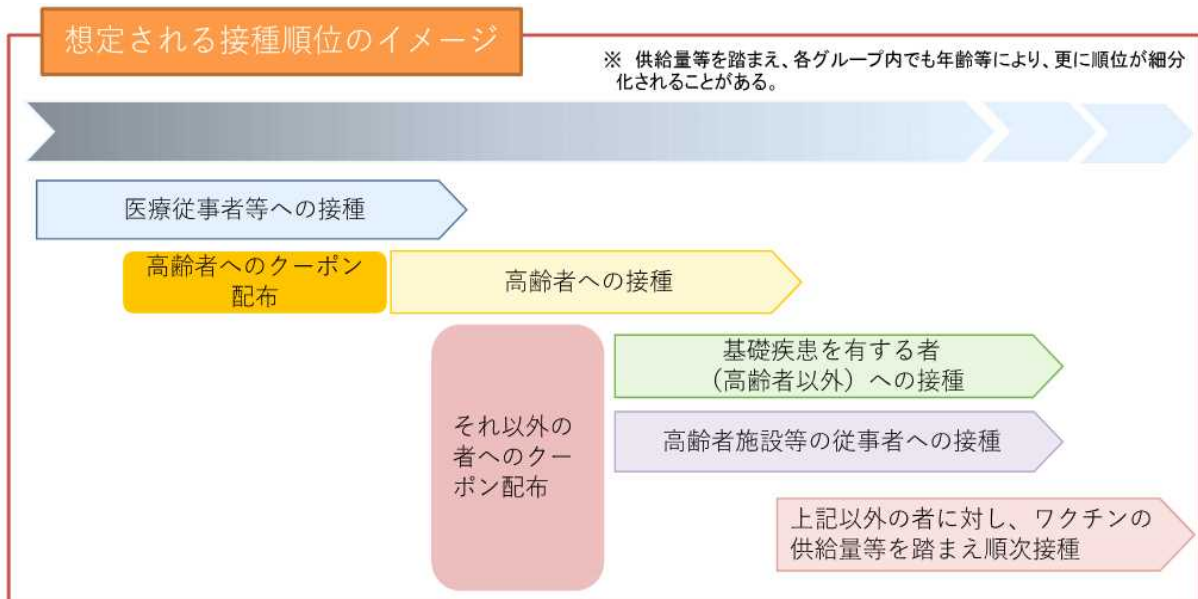 想定される接種順位のイメージ
※ 供給量等を踏まえ、各グループ内でも年齢等により、更に順位が細分
化されることがある。
医療従事者等への接種
高齢者へのクーポン
配布
高齢者への接種
基礎疾患を有する者
（高齢者以外）への接種
それ以外の
者へのクー
ポン配布
高齢者施設等の従事者への接種
上記以外の者に対し、ワクチンの
供給量等を踏まえ順次接種